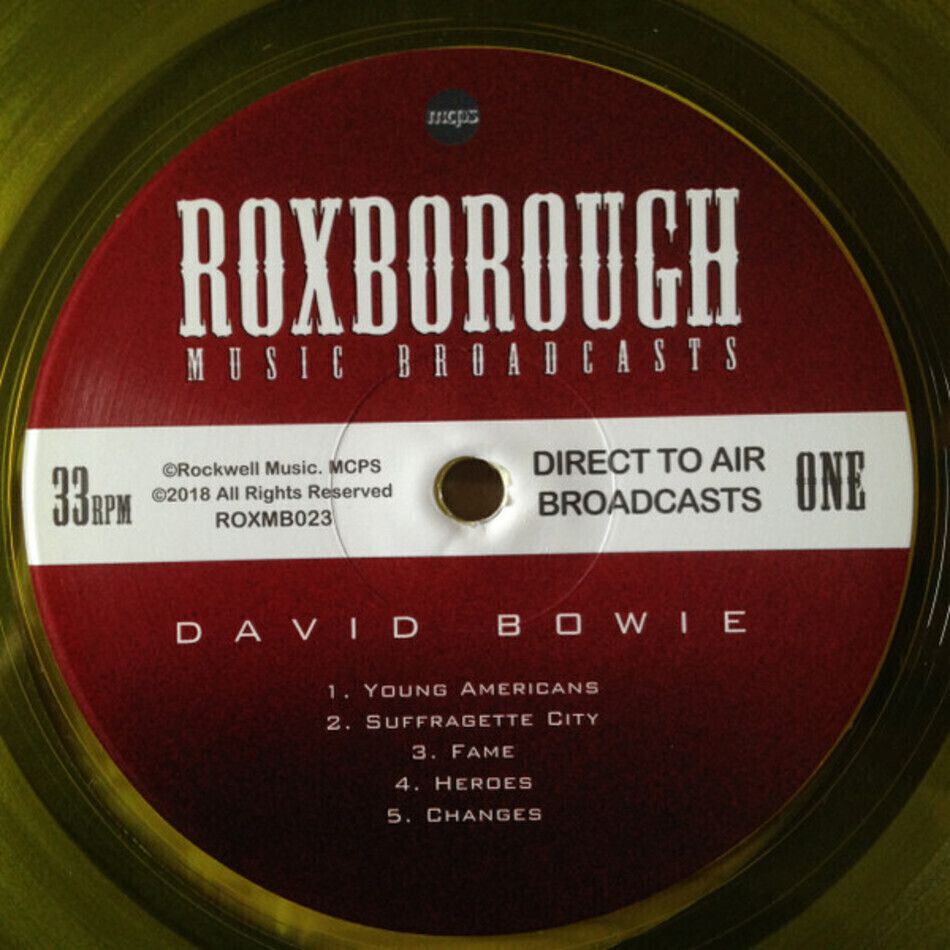 mcps
ROXBOROUGH
MUSIC BROADCASTS
33RPM
©Rockwell Music. MCPS
©2018 All Rights Reserved
ROXMB023
DIRECT TO AIR
BROADCASTS
ONE
DAVID BOWIE
1. YOUNG AMERICANS
2. SUFFRAGETTE CITY
3. FAME
4. HEROES
5. CHANGES